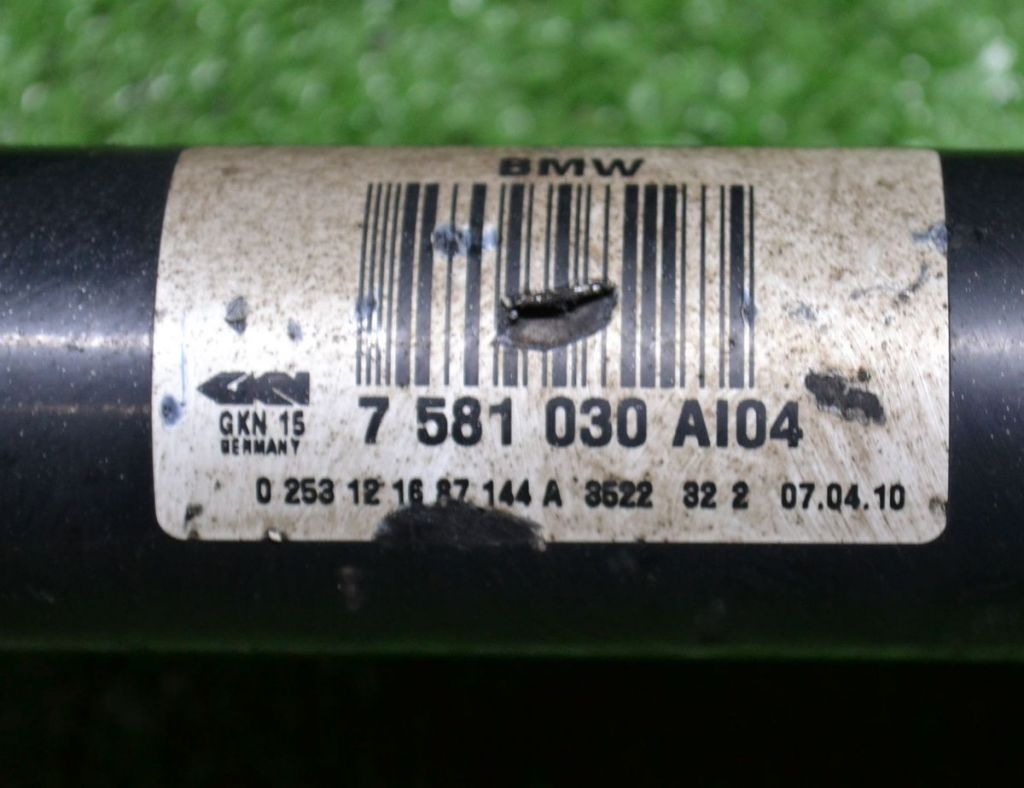 BMW
GKN
GKN 15
GERMANY
7 581 030 AI04
0 253 12 16 87 144 A 3522 32 2 07.04.10